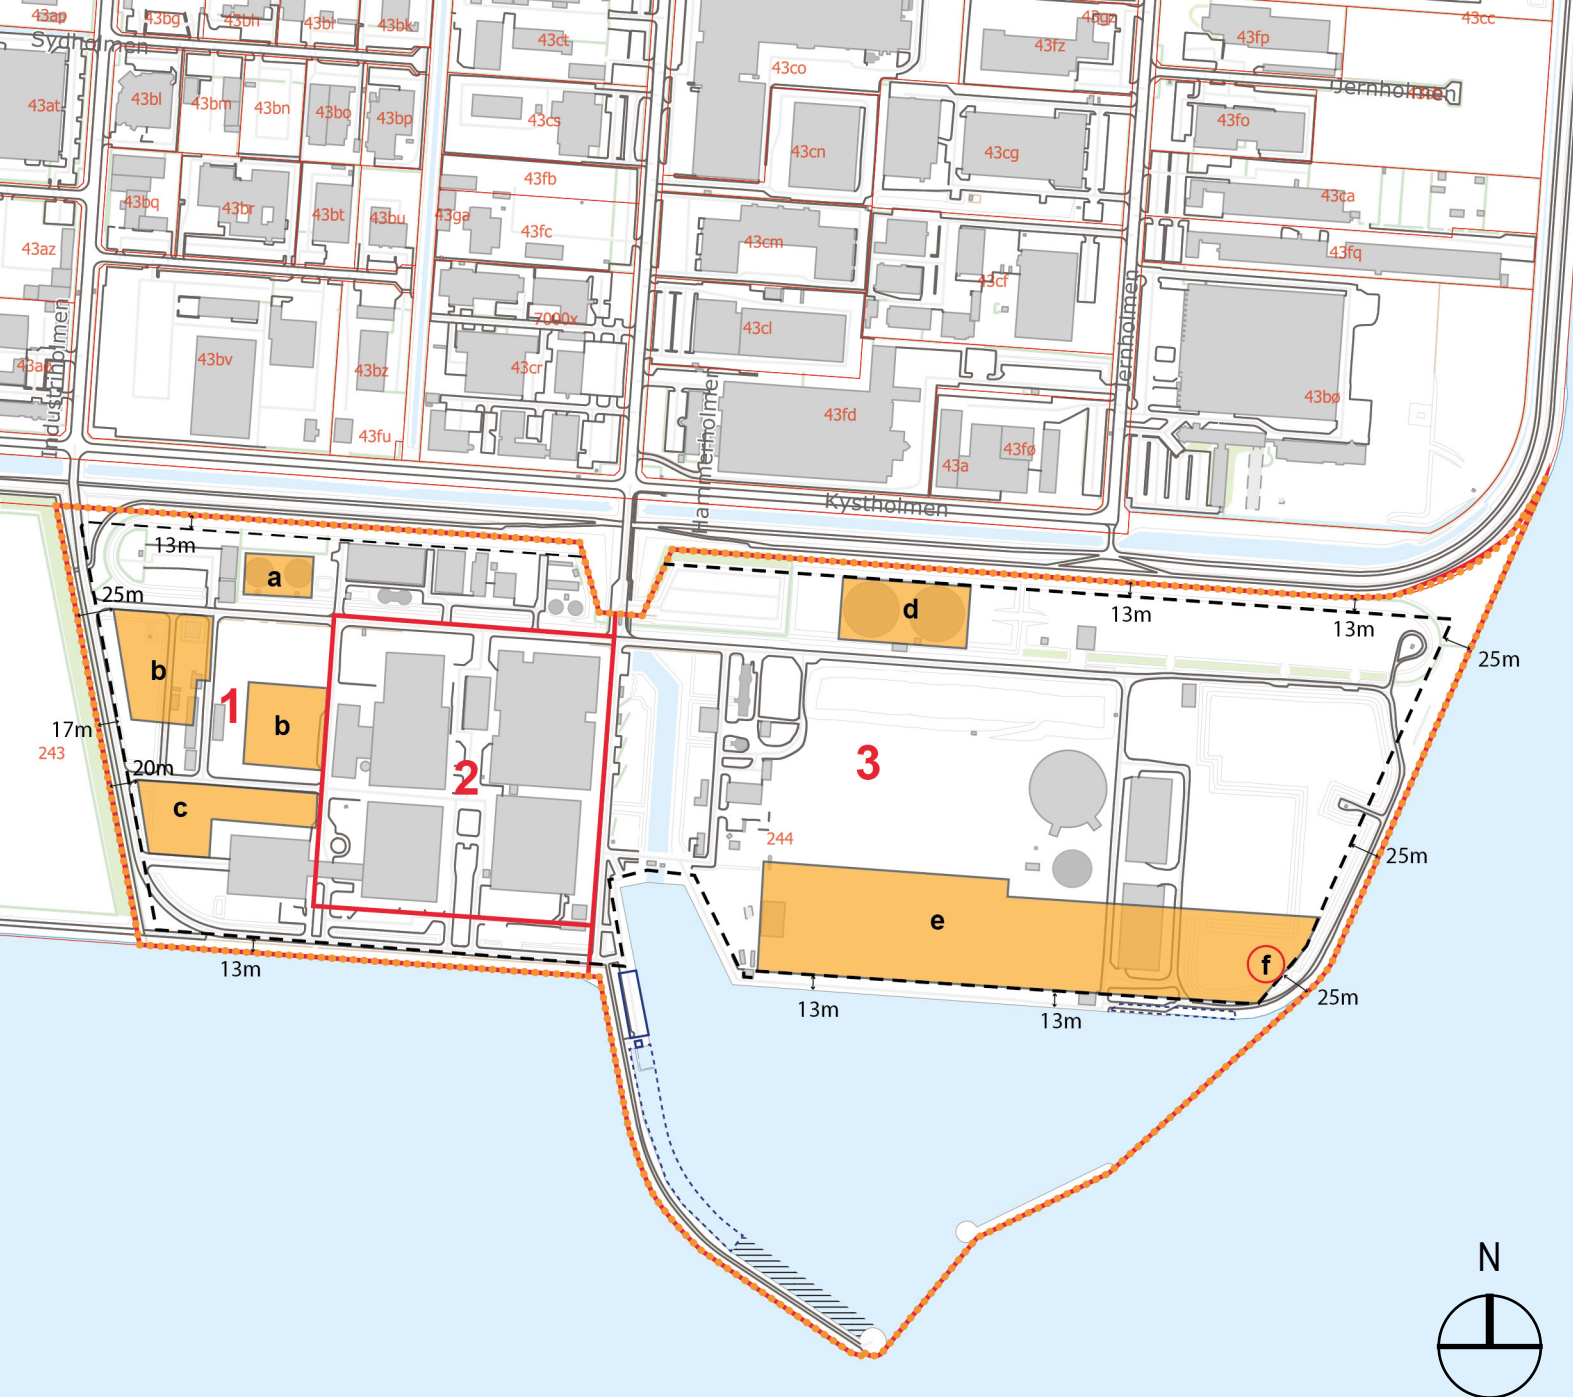 43ap
43bg
43bh
43bi
43bk
43ct
43gz
43cc
Sydholmen
43fz
43fp
43co
43at
43bl
43bm
43bn
43bo
43bp
43cs
Jernholmen
43fo
43cn
43cg
43fb
43bq
43br
43bt
43bu
43ga
43fc
43ca
43az
43cm
43fq
43cf
Industriholmen
7000x
43cl
Jernholmen
43bv
43bz
43cr
43bø
Hammerholmen
43fd
43fu
43a
43fø
Kystholmen
13m
a
25m
d
13m
13m
25m
b
1
b
17m
243
20m
2
3
c
244
25m
e
f
13m
25m
13m
13m
N